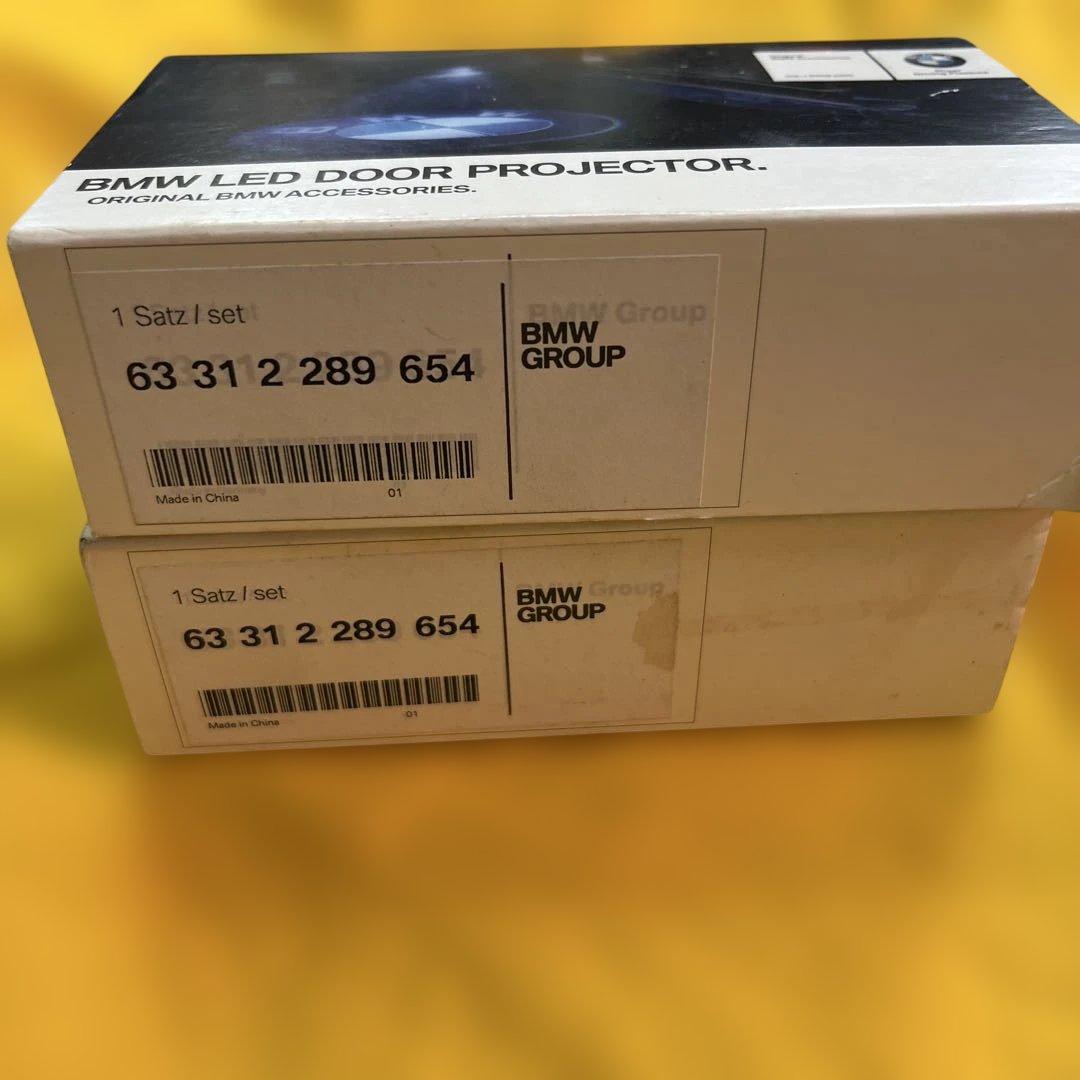 BMW LED DOOR PROJECTOR.
ORIGINAL BMW ACCESSORIES.
1 Satz / set
63 31 2 289 654
BMW
GROUP
BMW Group
Made in China
01
1 Satz / set
63 31 2 289 654
BMW
GROUP
BMW Group
Made in China
01